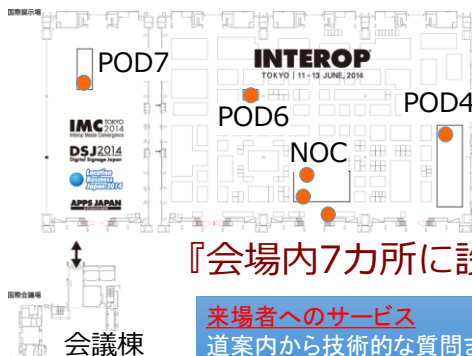 国際展示場
POD7
INTEROP
TOKYO | 11-13 JUNE, 2014
POD6
POD4
IMC TOKYO 2014
Interop Media Convergence
DSJ2014
Digital Signage Japan
NOC
Location Business Japan 2014
APPS JAPAN
『会場内7カ所に設
国際会議場
会議棟
来場者へのサービス
道案内から技術的な質問ま